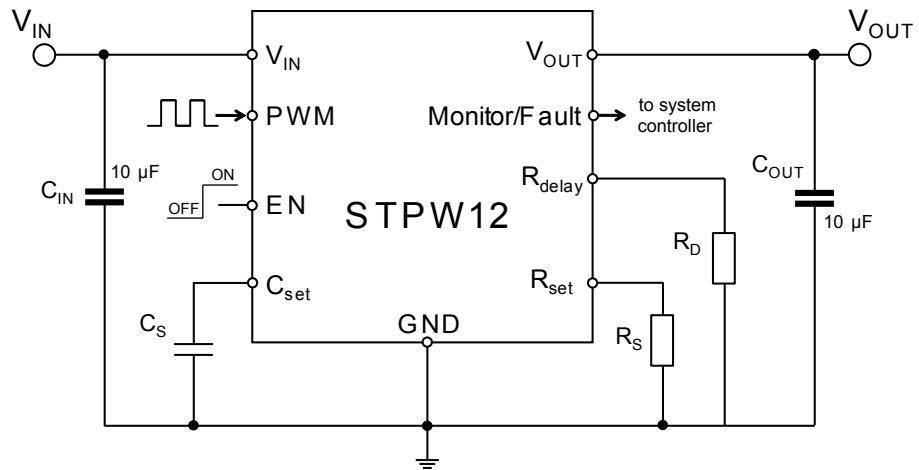 VIN
VOUT
VIN
VOUT
PWM
Monitor/Fault
to system
controller
10 µF
CIN
ON
OFF
EN
Rdelay
COUT
10 µF
STPW12
RD
Cset
Rset
CS
GND
RS